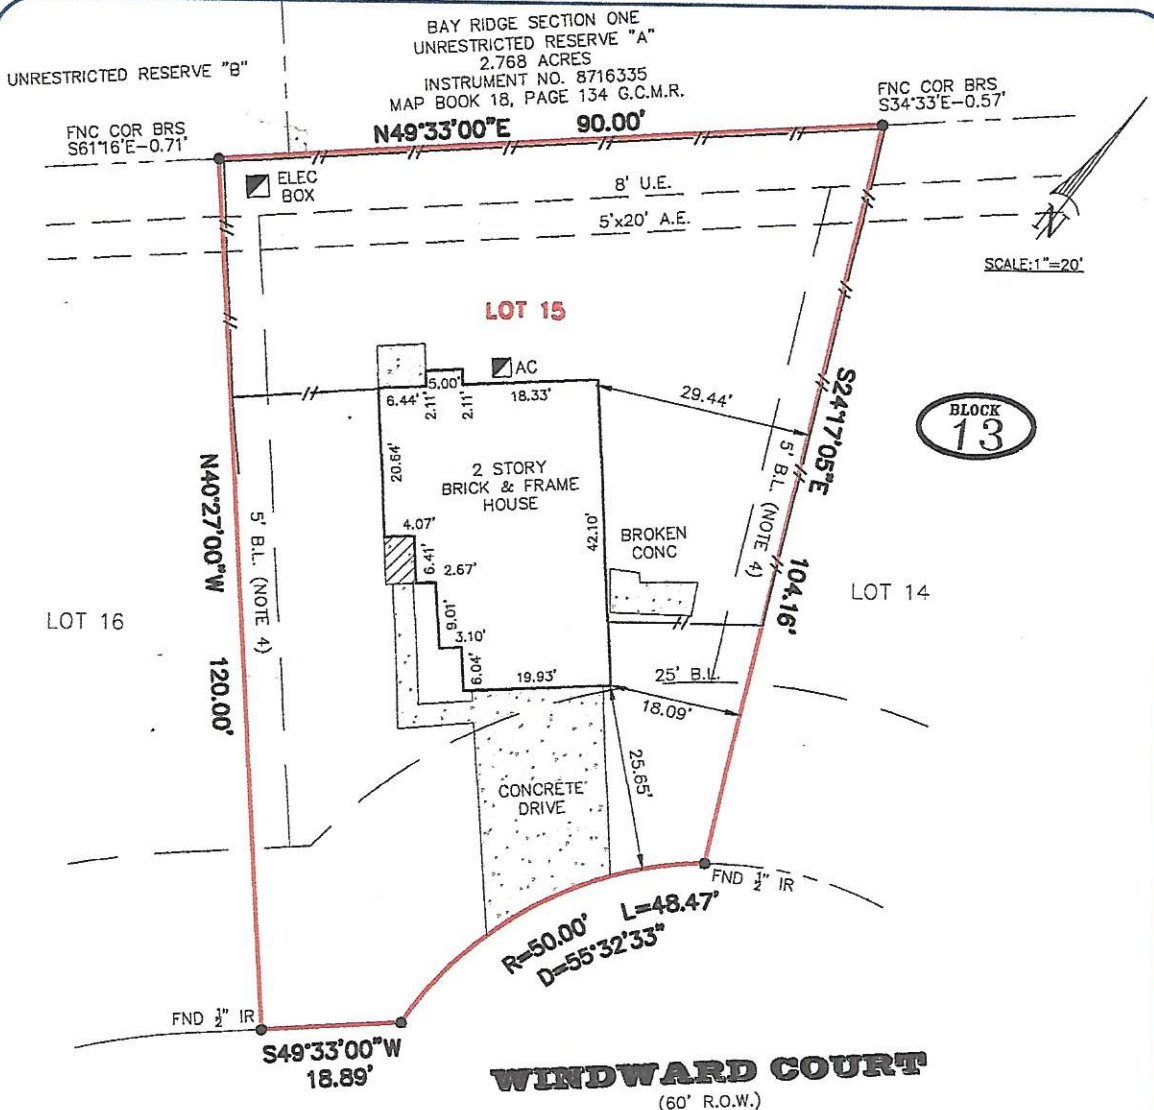 BAY RIDGE SECTION ONE
UNRESTRICTED RESERVE "A"
2.768 ACRES
INSTRUMENT NO. 8716335
MAP BOOK 18, PAGE 134 G.C.M.R.
UNRESTRICTED RESERVE "B"
FNC COR BRS
S61°16'E-0.71'
N49°33'00"E 90.00'
FNC COR BRS
S34°33'E-0.57'
ELEC
BOX
8' U.E.
5'x20' A.E.
N
SCALE:1"=20'
LOT 15
AC
5.00'
6.44'
2.11'
2.11'
18.33'
29.44'
S24°17'05"E 104.16'
BLOCK
13
N40°27'00"W 120.00'
5' B.L. (NOTE 4)
20.64'
2 STORY
BRICK & FRAME
HOUSE
42.10'
5' B.L. (NOTE 4)
4.07'
6.41'
2.67'
BROKEN
CONC
LOT 14
LOT 16
9.01'
3.10'
6.04'
19.93'
25' B.L.
18.09'
25.65'
CONCRETE
DRIVE
FND 1/2" IR
R=50.00' L=48.47'
D=55°32'33"
FND 1/2" IR
S49°33'00"W
18.89'
WINDWARD COURT
(60' R.O.W.)